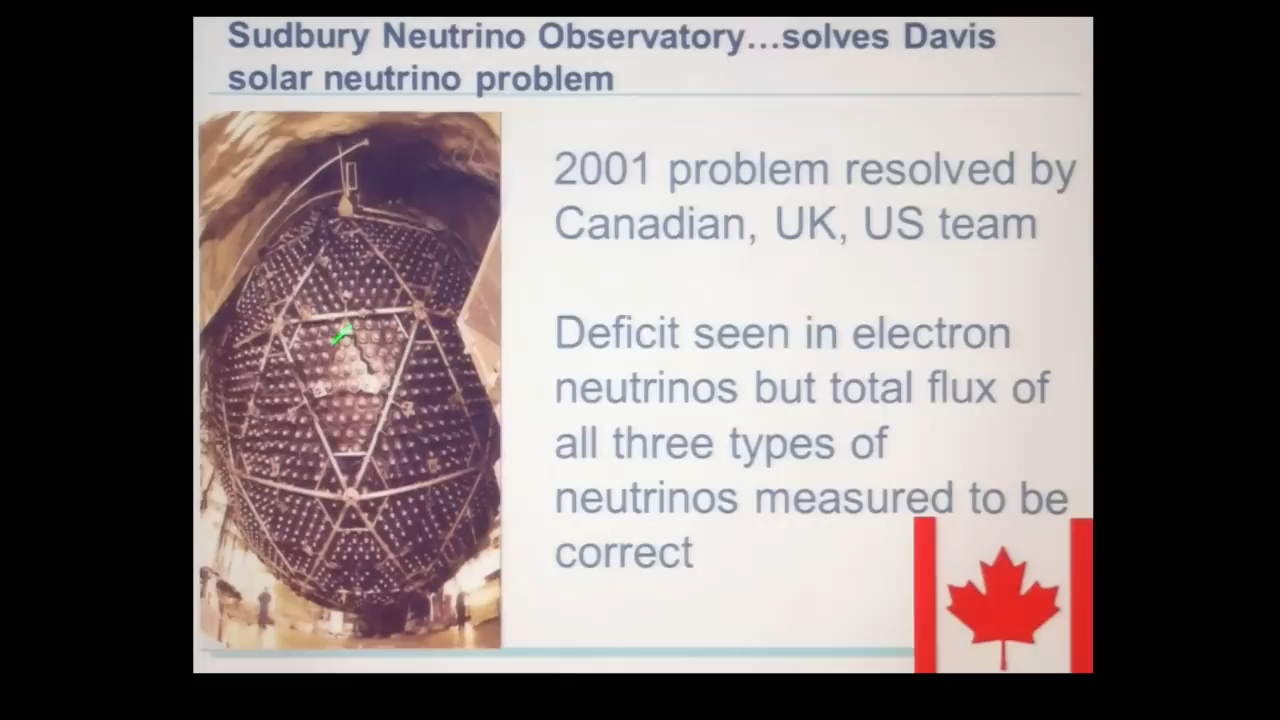 Sudbury Neutrino Observatory...solves Davis
solar neutrino problem
2001 problem resolved by
Canadian, UK, US team
Deficit seen in electron
neutrinos but total flux of
all three types of
neutrinos measured to be
correct